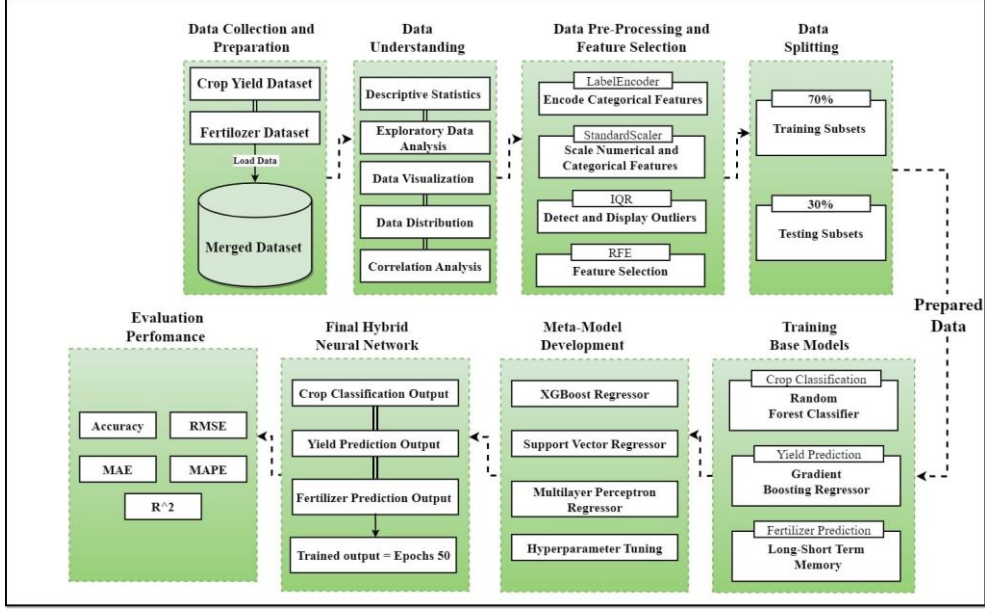 Data Collection and
Preparation
Crop Yield Dataset
Fertilozer Dataset
Load Data
Merged Dataset
Data
Understanding
Descriptive Statistics
Exploratory Data
Analysis
Data Visualization
Data Distribution
Correlation Analysis
Data Pre-Processing and
Feature Selection
LabelEncoder
Encode Categorical Features
StandardScaler
Scale Numerical and
Categorical Features
IQR
Detect and Display Outliers
RFE
Feature Selection
Data
Splitting
70%
Training Subsets
30%
Testing Subsets
Prepared
Data
Training
Base Models
Crop Classification
Random
Forest Classifier
Yield Prediction
Gradient
Boosting Regressor
Fertilizer Prediction
Long-Short Term
Memory
Meta-Model
Development
XGBoost Regressor
Support Vector Regressor
Multilayer Perceptron
Regressor
Hyperparameter Tuning
Final Hybrid
Neural Network
Crop Classification Output
Yield Prediction Output
Fertilizer Prediction Output
Trained output = Epochs 50
Evaluation
Perfomance
Accuracy
RMSE
MAE
MAPE
R^2